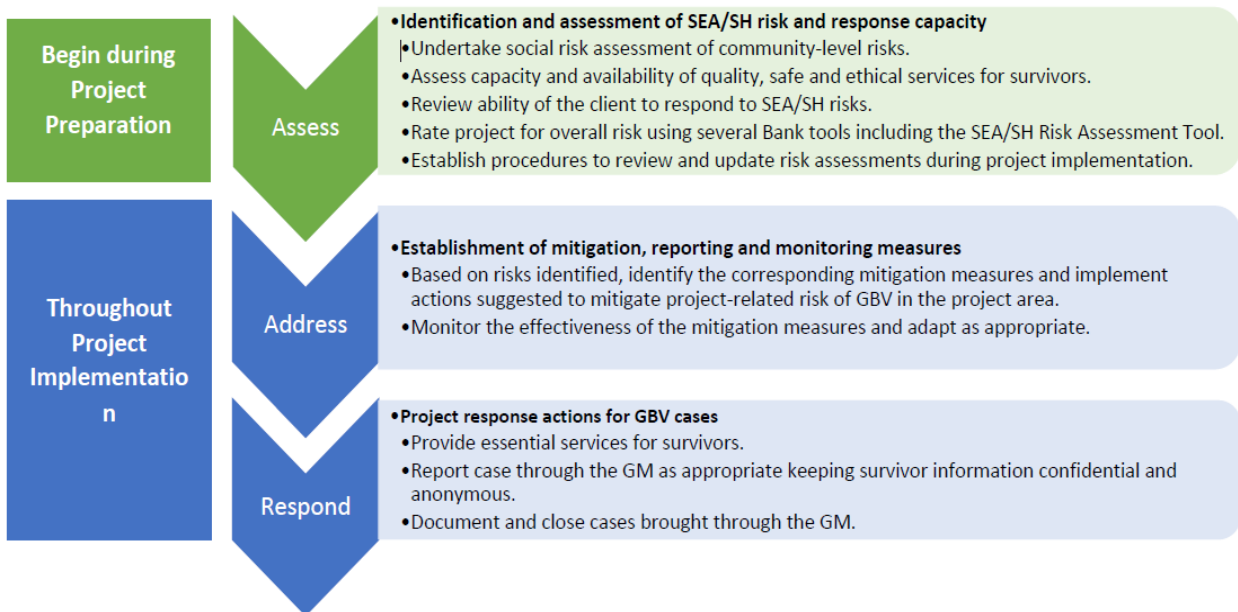 Begin during
Project
Preparation
Assess
•Identification and assessment of SEA/SH risk and response capacity
•Undertake social risk assessment of community-level risks.
•Assess capacity and availability of quality, safe and ethical services for survivors.
•Review ability of the client to respond to SEA/SH risks.
•Rate project for overall risk using several Bank tools including the SEA/SH Risk Assessment Tool.
•Establish procedures to review and update risk assessments during project implementation.
Throughout
Project
Implementatio
n
Address
•Establishment of mitigation, reporting and monitoring measures
•Based on risks identified, identify the corresponding mitigation measures and implement
actions suggested to mitigate project-related risk of GBV in the project area.
•Monitor the effectiveness of the mitigation measures and adapt as appropriate.
Respond
•Project response actions for GBV cases
•Provide essential services for survivors.
•Report case through the GM as appropriate keeping survivor information confidential and
anonymous.
•Document and close cases brought through the GM.